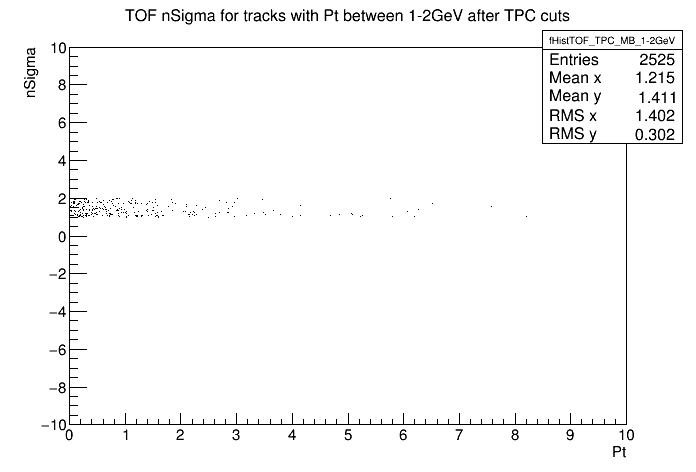 TOF nSigma for tracks with Pt between 1-2GeV after TPC cuts
fHistTOF_TPC_MB_1-2GeV
Entries 2525
Mean x 1.215
Mean y 1.411
RMS x 1.402
RMS y 0.302
nSigma
10
8
6
4
2
0
−2
−4
−6
−8
−10
0 1 2 3 4 5 6 7 8 9 10
Pt